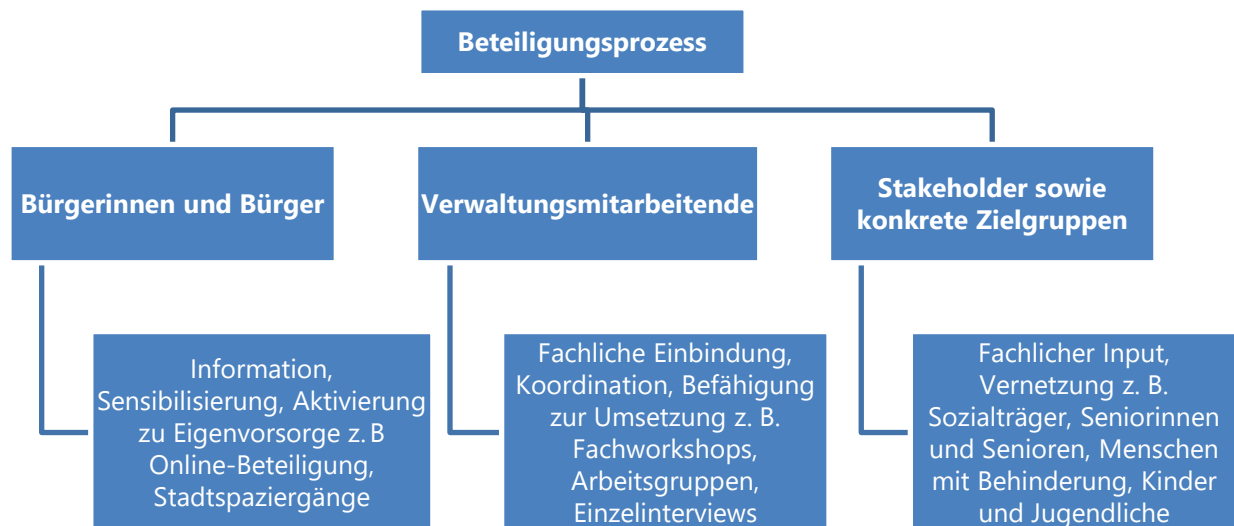 Beteiligungsprozess
Bürgerinnen und Bürger
Verwaltungsmitarbeitende
Stakeholder sowie
konkrete Zielgruppen
Information,
Sensibilisierung, Aktivierung
zu Eigenvorsorge z. B
Online-Beteiligung,
Stadtspaziergänge
Fachliche Einbindung,
Koordination, Befähigung
zur Umsetzung z. B.
Fachworkshops,
Arbeitsgruppen,
Einzelinterviews
Fachlicher Input,
Vernetzung z. B.
Sozialträger, Seniorinnen
und Senioren, Menschen
mit Behinderung, Kinder
und Jugendliche